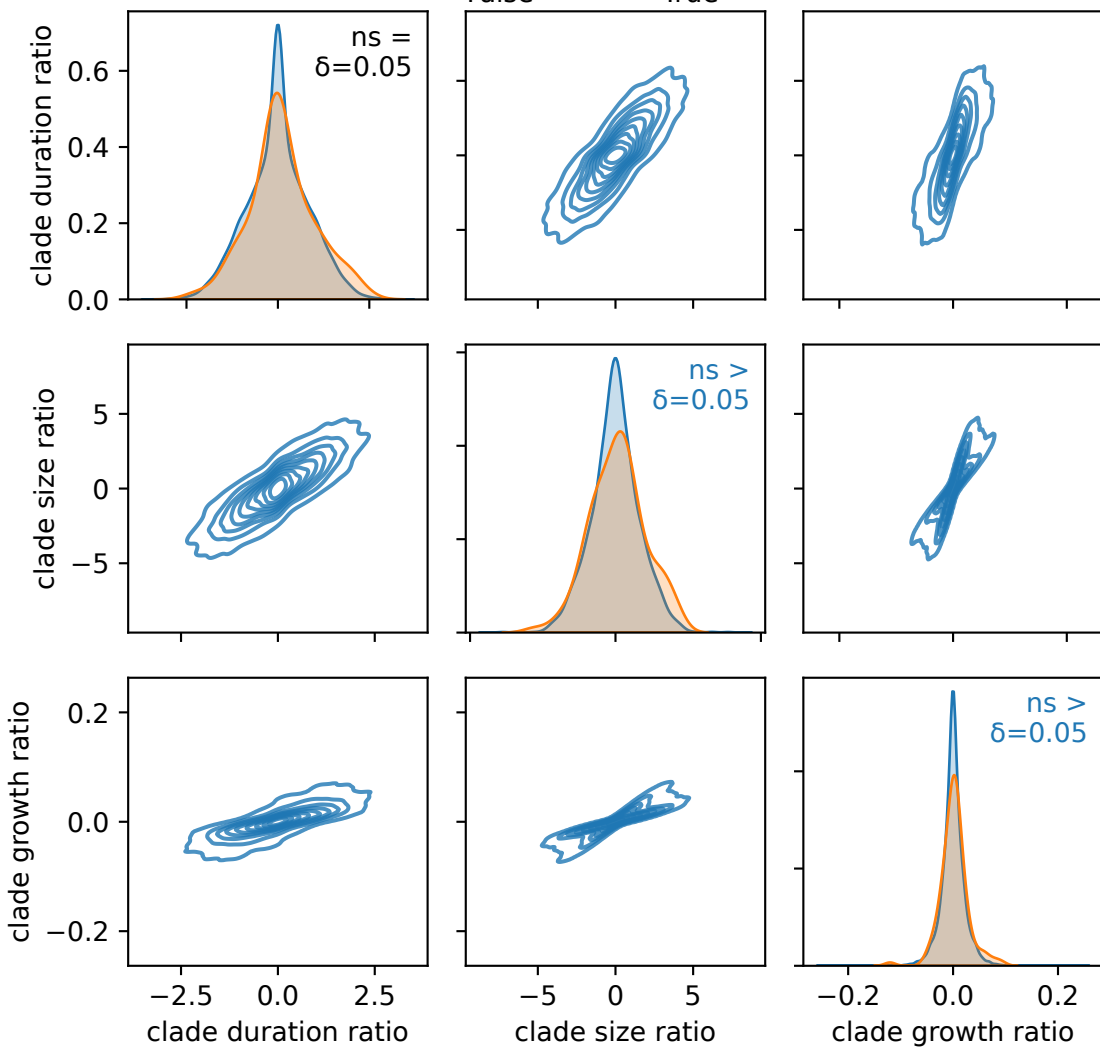 clade duration ratio
0.6
0.4
0.2
0.0
ns =
δ=0.05
clade size ratio
5
0
−5
ns >
δ=0.05
clade growth ratio
0.2
0.0
−0.2
ns >
δ=0.05
−2.5 0.0 2.5
−5 0 5
−0.2 0.0 0.2
clade duration ratio
clade size ratio
clade growth ratio